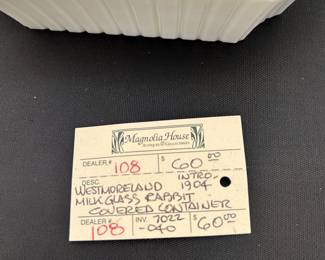 Magnolia House
ANTIQUES & COLLECTIBLES
DEALER# 108 $ 60.00
DESC. INTRO-
WESTMORELAND 1904
MILK GLASS RABBIT
COVERED CONTAINER
DEALER # 108 INV. 7022-040 $60.00